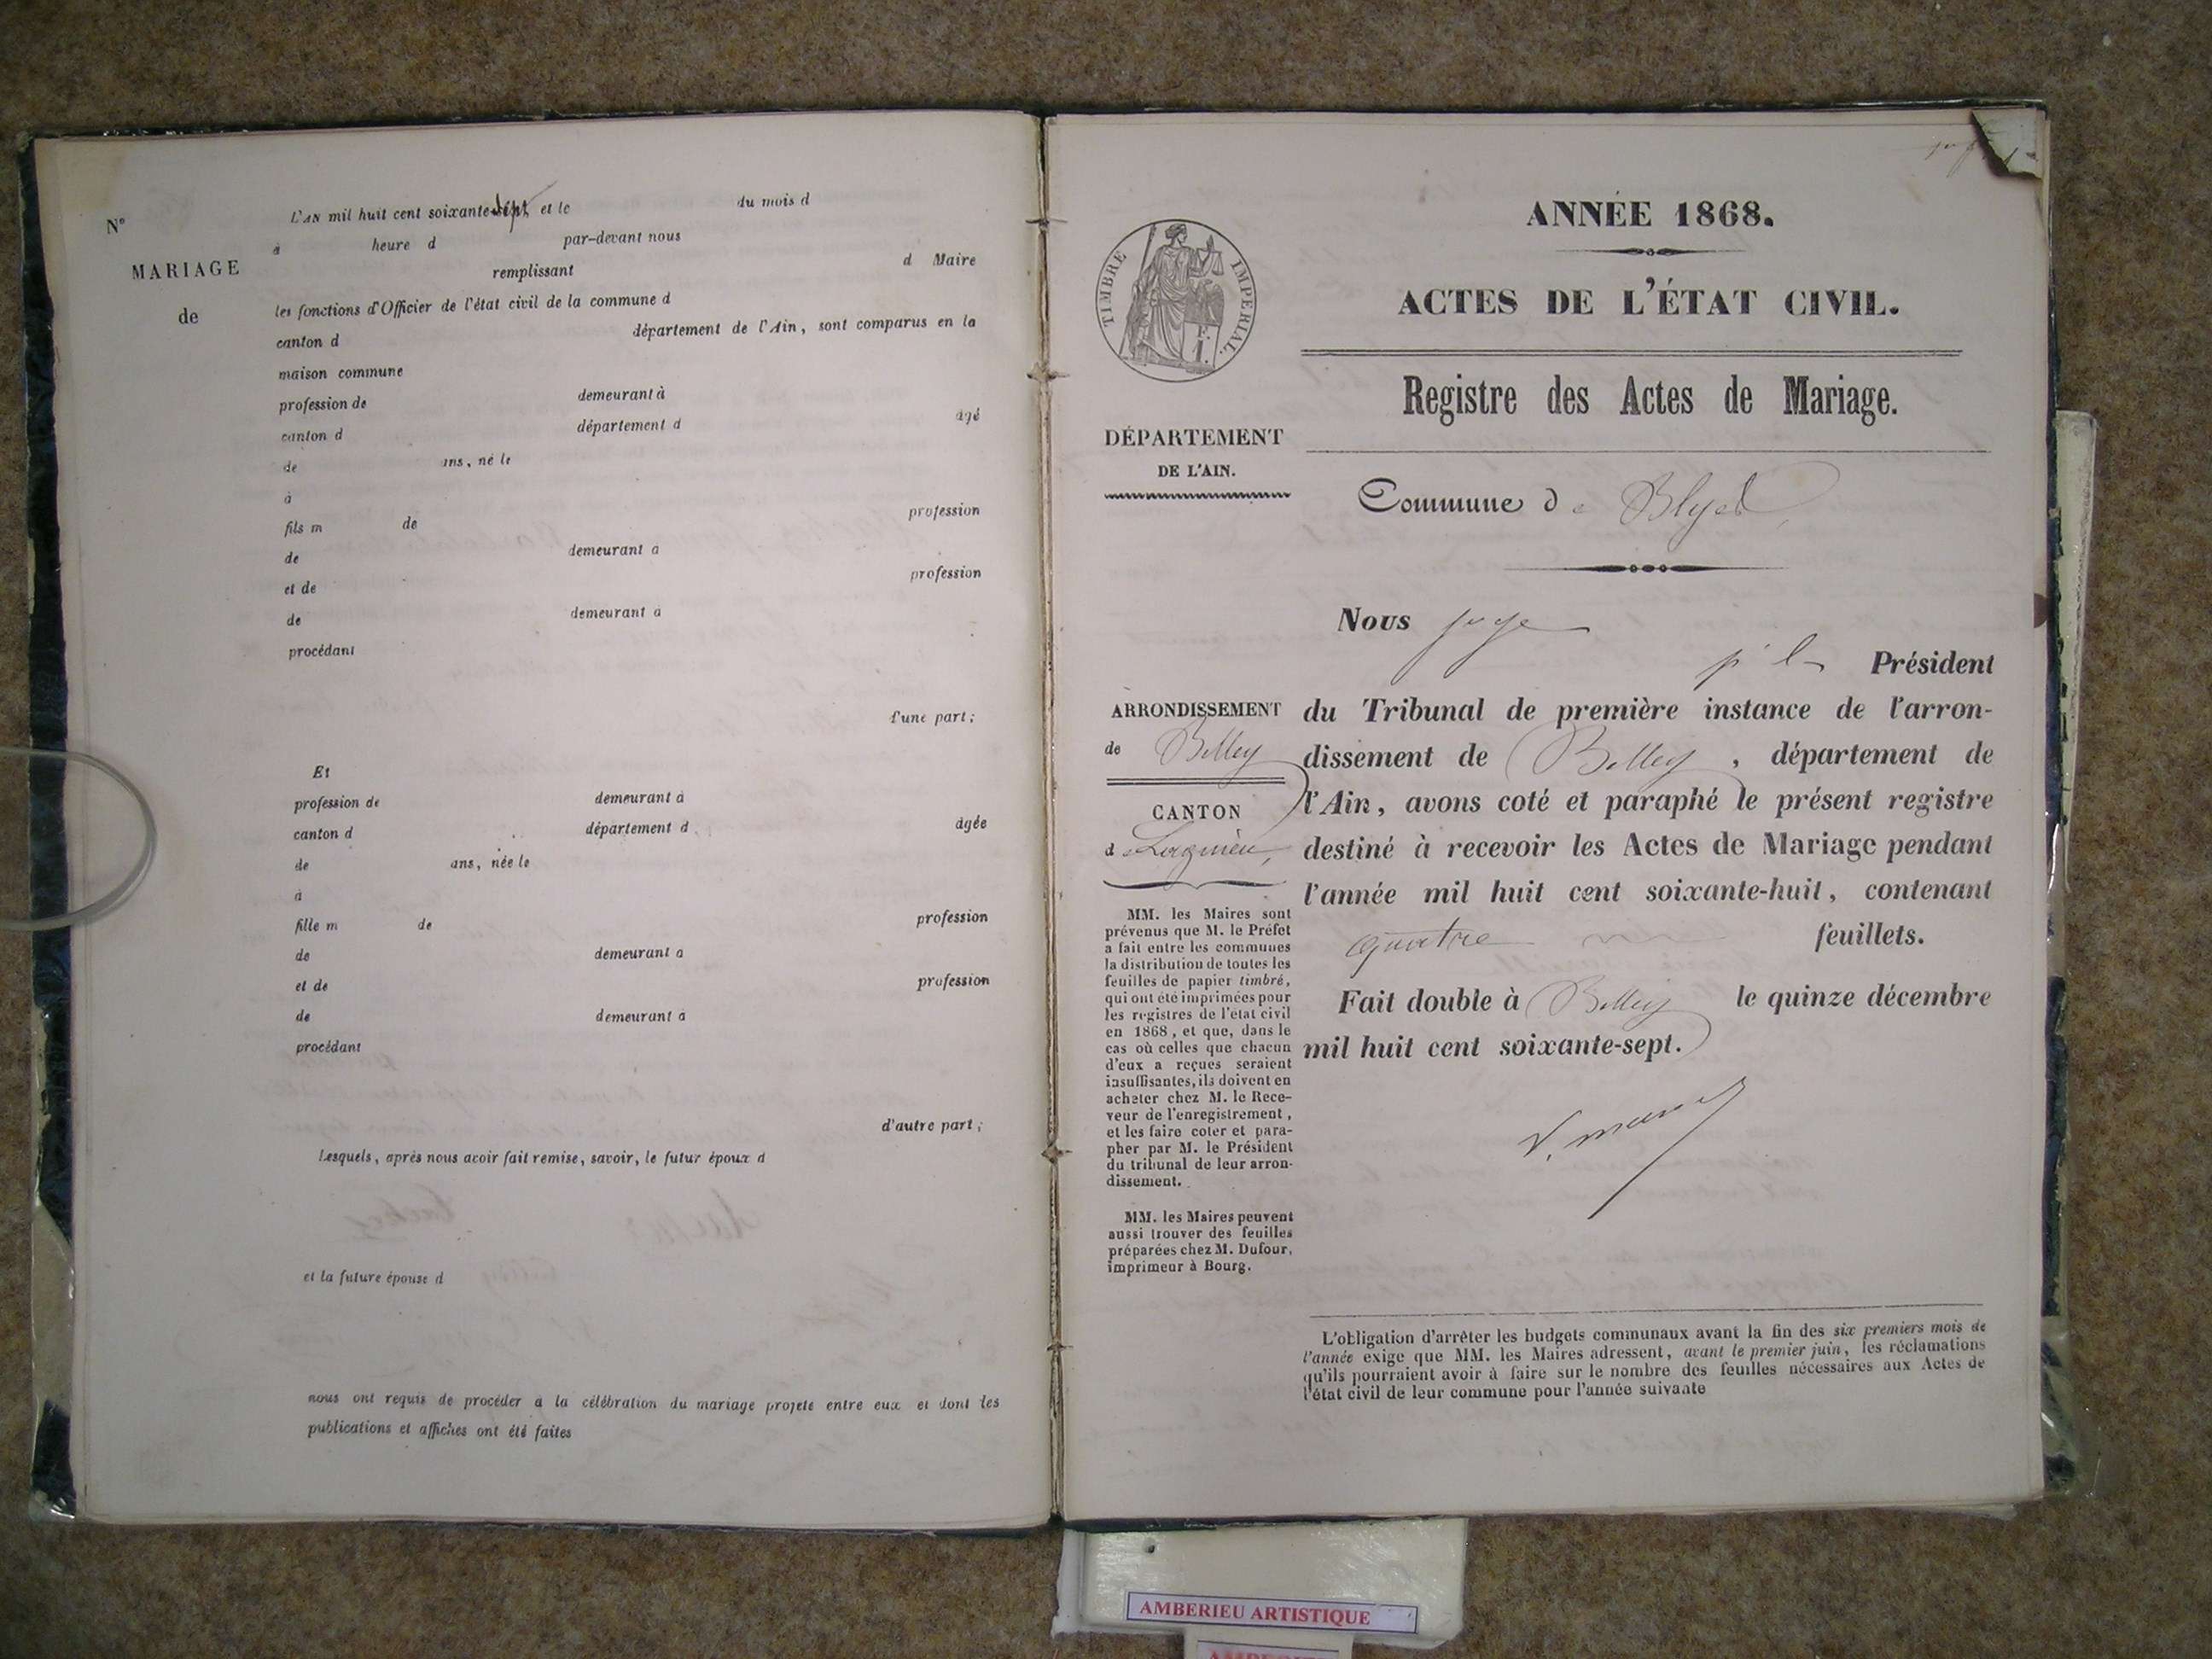 N°
MARIAGE
de
L'AN mil huit cent soixante-sept et le du mois d
à heure d par-devant nous
remplissant d Maire
les fonctions d'Officier de l'état civil de la commune d
canton d département de l'Ain, sont comparus en la
maison commune
profession de demeurant à
canton d département d âgé
de ans, né le
à
fils m de profession
de demeurant à
et de profession
de demeurant à
procédant
d'une part;
Et
profession de demeurant à
canton d département d âgée
de ans, née le
à
fille m de profession
de demeurant à
et de profession
de demeurant à
procédant
d'autre part;
Lesquels, après nous avoir fait remise, savoir, le futur époux d
et la future épouse d
nous ont requis de procéder à la célébration du mariage projeté entre eux et dont les
publications et affiches ont été faites
TIMBRE IMPERIAL.
DÉPARTEMENT
DE L'AIN.
ARRONDISSEMENT
de Belley
CANTON
de Lagnieu,
MM. les Maires sont
prévenus que M. le Préfet
a fait entre les communes
la distribution de toutes les
feuilles de papier timbré,
qui ont été imprimées pour
les registres de l'état civil
en 1868, et que, dans le
cas où celles que chacun
d'eux a reçues seraient
insuffisantes, ils doivent en
acheter chez M. le Rece-
veur de l'enregistrement,
et les faire coter et para-
pher par M. le Président
du tribunal de leur arron-
dissement.
MM. les Maires peuvent
aussi trouver des feuilles
préparées chez M. Dufour,
imprimeur à Bourg.
ANNÉE 1868.
ACTES DE L'ÉTAT CIVIL.
Registre des Actes de Mariage.
Commune de Blyes
Nous juge
pr le Président
du Tribunal de première instance de l'arron-
dissement de Belley, département de
l'Ain, avons coté et paraphé le présent registre
destiné à recevoir les Actes de Mariage pendant
l'année mil huit cent soixante-huit, contenant
quatre feuillets.
Fait double à Belley le quinze décembre
mil huit cent soixante-sept.
L'obligation d'arrêter les budgets communaux avant la fin des six premiers mois de
l'année exige que MM. les Maires adressent, avant le premier juin, les réclamations
qu'ils pourraient avoir à faire sur le nombre des feuilles nécessaires aux Actes de
l'état civil de leur commune pour l'année suivante
AMBERIEU ARTISTIQUE